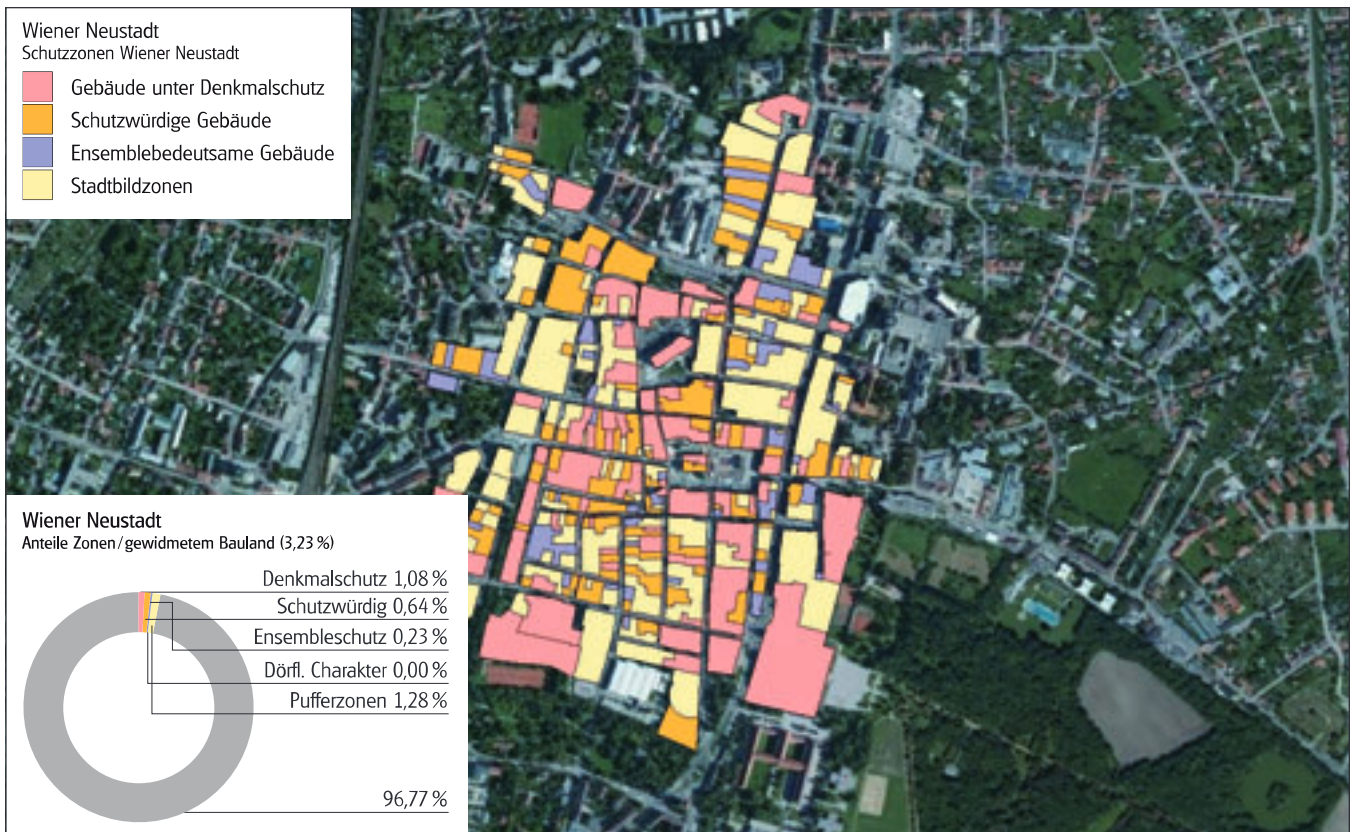 Wiener Neustadt
Schutzzonen Wiener Neustadt
Gebäude unter Denkmalschutz
Schutzwürdige Gebäude
Ensemblebedeutsame Gebäude
Stadtbildzonen
Wiener Neustadt
Anteile Zonen/gewidmetem Bauland (3,23 %)
Denkmalschutz 1,08 %
Schutzwürdig 0,64 %
Ensembleschutz 0,23 %
Dörfl. Charakter 0,00 %
Pufferzonen 1,28 %
96,77 %